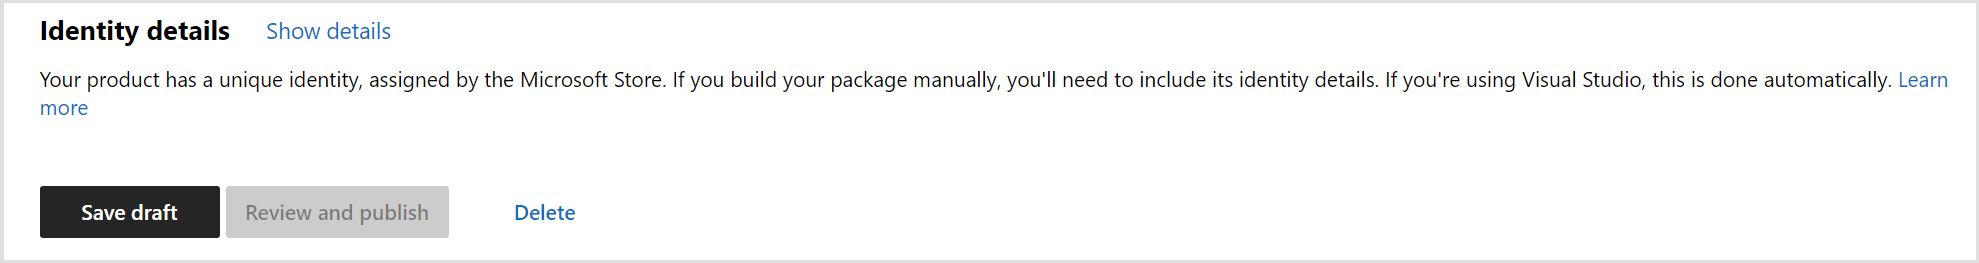 Identity details Show details
Your product has a unique identity, assigned by the Microsoft Store. If you build your package manually, you'll need to include its identity details. If you're using Visual Studio, this is done automatically. Learn
more
Save draft Review and publish Delete